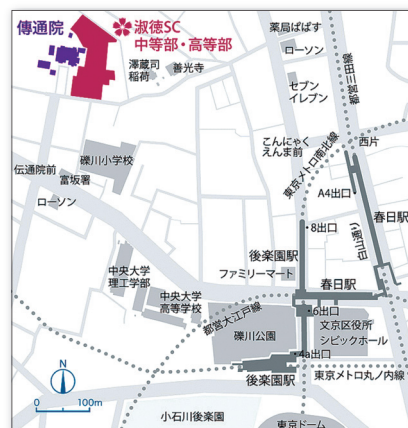 傳通院
淑徳SC
中等部・高等部
澤蔵司
稲荷
善光寺
薬局ぱぱす
ローソン
セブン
イレブン
都営三田線
こんにゃく
えんま前
東京メトロ南北線
西片
礫川小学校
伝通院前
富坂署
ローソン
A4出口
春日駅
白山通り
8出口
後楽園駅
ファミリーマート
春日駅
中央大学
理工学部
中央大学
高等学校
都営大江戸線
6出口
文京区役所
シビックホール
礫川公園
4a出口
後楽園駅
東京メトロ丸ノ内線
N
0
100m
小石川後楽園
東京ドーム